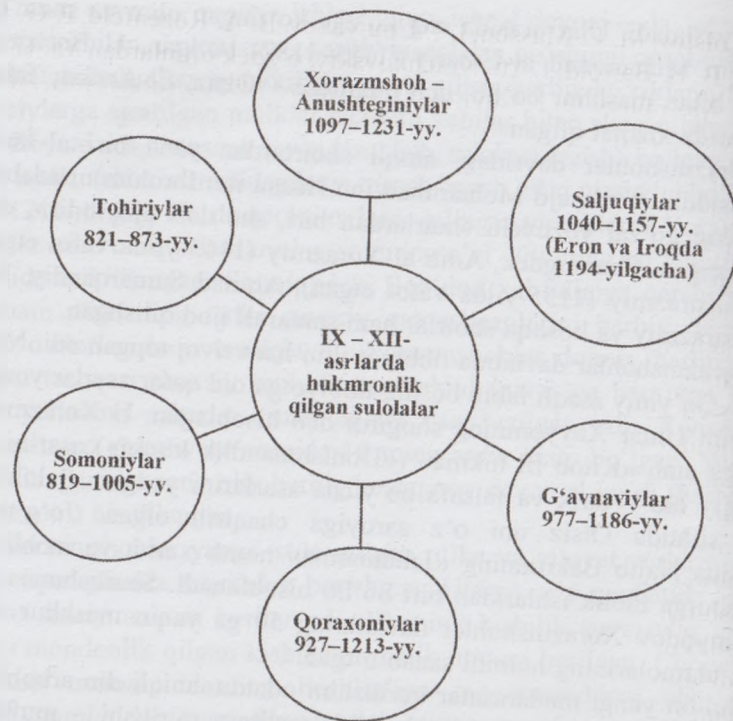 Xorazmshoh –
Anushteginiylar
1097–1231-yy.
Tohiriylar
821–873-yy.
Saljuqiylar
1040–1157-yy.
(Eron va Iroqda
1194-yilgacha)
IX – XII-
asrlarda
hukmronlik
qilgan sulolalar
Somoniylar
819–1005-yy.
G‘avnaviylar
977–1186-yy.
Qoraxoniylar
927–1213-yy.